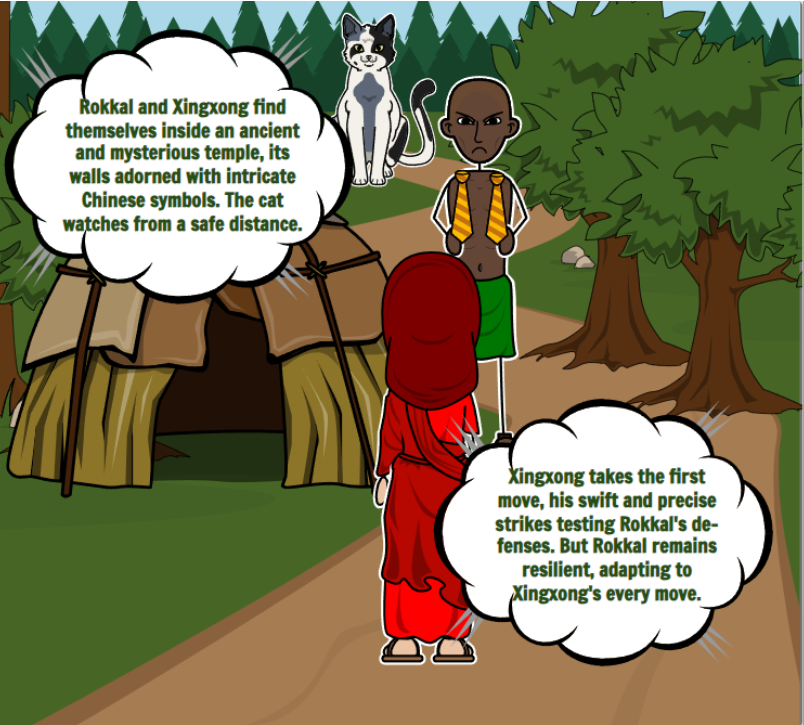 Rokkal and Xingxong find
themselves inside an ancient
and mysterious temple, its
walls adorned with intricate
Chinese symbols. The cat
watches from a safe distance.
Xingxong takes the first
move, his swift and precise
strikes testing Rokkal's de-
fenses. But Rokkal remains
resilient, adapting to
Xingxong's every move.